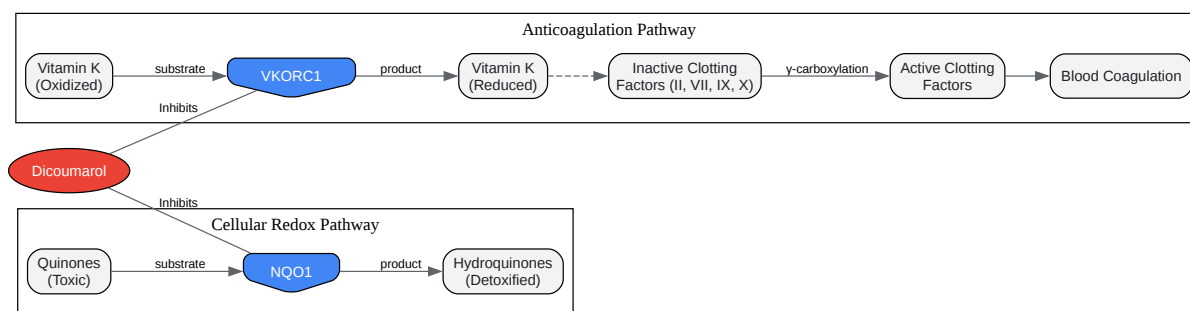 Anticoagulation Pathway
Vitamin K
(Oxidized)
substrate
VKORC1
product
Vitamin K
(Reduced)
Inactive Clotting
Factors (II, VII, IX, X)
γ-carboxylation
Active Clotting
Factors
Blood Coagulation
Inhibits
Dicoumarol
Inhibits
Cellular Redox Pathway
Quinones
(Toxic)
substrate
NQO1
product
Hydroquinones
(Detoxified)